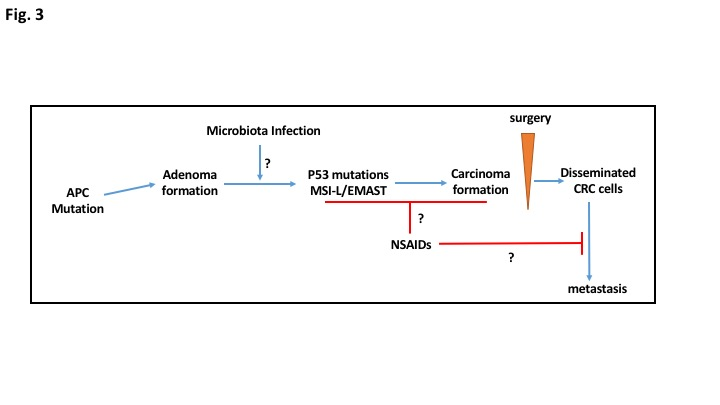 Fig. 3
surgery
Microbiota Infection
?
Adenoma
formation
P53 mutations
MSI-L/EMAST
Carcinoma
formation
Disseminated
CRC cells
APC
Mutation
?
NSAIDs
?
metastasis